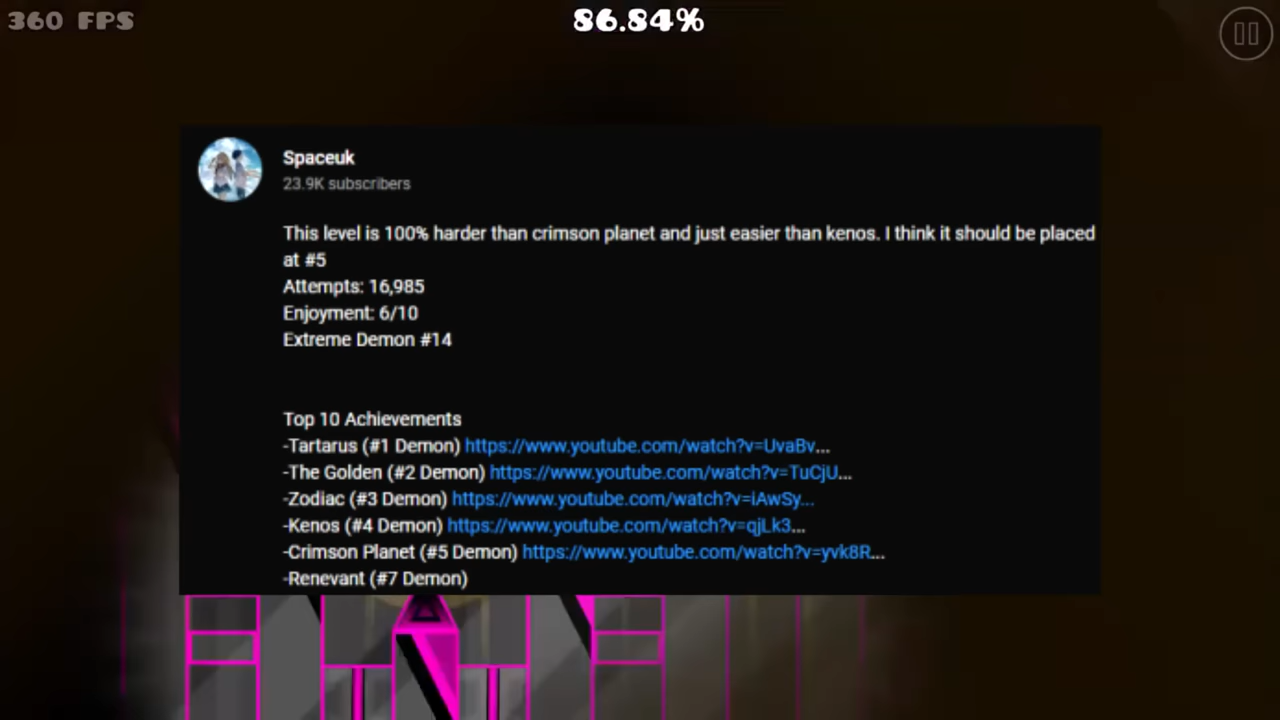 360 FPS
86.84%
Spaceuk
23.9K subscribers
This level is 100% harder than crimson planet and just easier than kenos. I think it should be placed
at #5
Attempts: 16,985
Enjoyment: 6/10
Extreme Demon #14
Top 10 Achievements
-Tartarus (#1 Demon) https://www.youtube.com/watch?v=UvaBv...
-The Golden (#2 Demon) https://www.youtube.com/watch?v=TuCjU...
-Zodiac (#3 Demon) https://www.youtube.com/watch?v=iAwSy...
-Kenos (#4 Demon) https://www.youtube.com/watch?v=qjLk3...
-Crimson Planet (#5 Demon) https://www.youtube.com/watch?v=yvk8R...
-Renevant (#7 Demon)